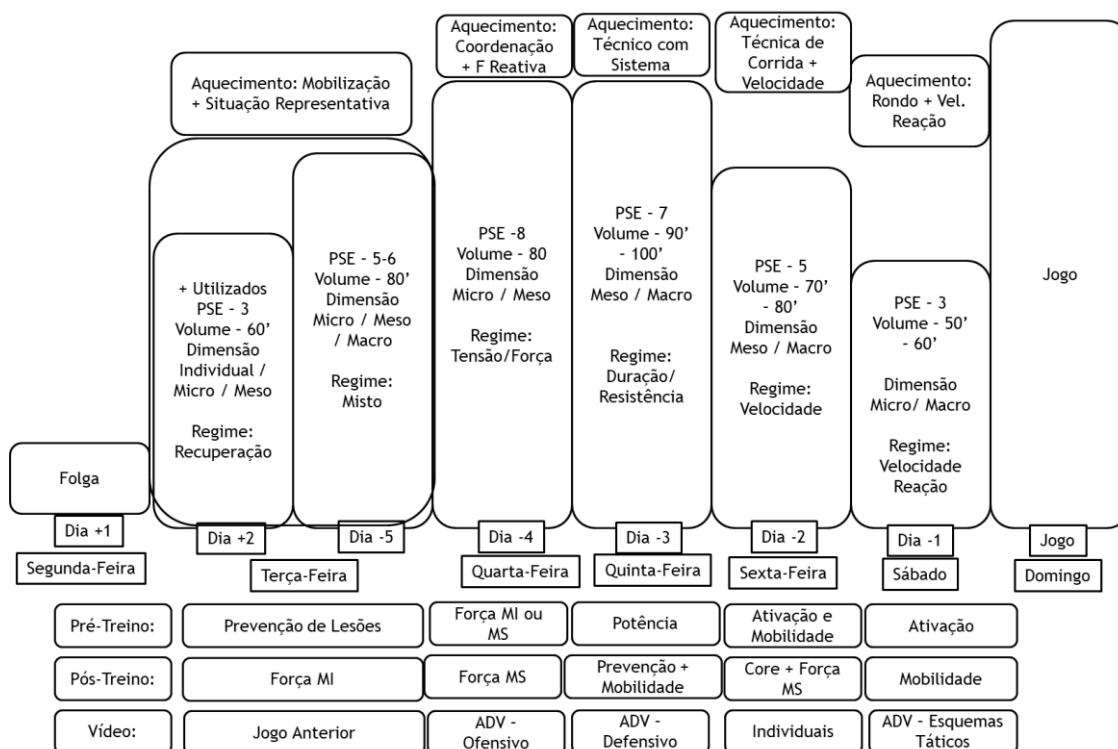 Aquecimento: Mobilização
+ Situação Representativa
Aquecimento:
Coordenação
+ F Reativa
Aquecimento:
Técnico com
Sistema
Aquecimento:
Técnica de
Corrida +
Velocidade
Aquecimento:
Rondo + Vel.
Reação
Folga
+ Utilizados
PSE - 3
Volume - 60’
Dimensão
Individual /
Micro / Meso
Regime:
Recuperação
PSE - 5-6
Volume - 80’
Dimensão
Micro / Meso
/ Macro
Regime:
Misto
PSE -8
Volume - 80
Dimensão
Micro / Meso
Regime:
Tensão/Força
PSE - 7
Volume - 90’
- 100’
Dimensão
Meso / Macro
Regime:
Duração/
Resistência
PSE - 5
Volume - 70’
- 80’
Dimensão
Meso / Macro
Regime:
Velocidade
PSE - 3
Volume - 50’
- 60’
Dimensão
Micro/ Macro
Regime:
Velocidade
Reação
Jogo
Dia +1
Dia +2
Dia -5
Dia -4
Dia -3
Dia -2
Dia -1
Jogo
Segunda-Feira
Terça-Feira
Quarta-Feira
Quinta-Feira
Sexta-Feira
Sábado
Domingo
Pré-Treino:
Prevenção de Lesões
Força MI ou
MS
Potência
Ativação e
Mobilidade
Ativação
Pós-Treino:
Força MI
Força MS
Prevenção +
Mobilidade
Core + Força
MS
Mobilidade
Vídeo:
Jogo Anterior
ADV -
Ofensivo
ADV -
Defensivo
Individuais
ADV - Esquemas
Táticos